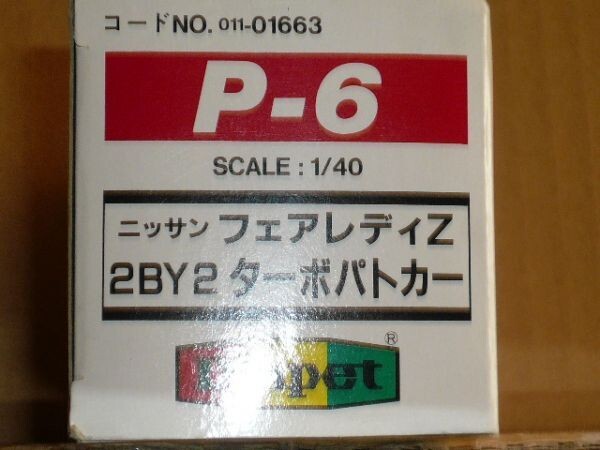 コードNO. 011-01663
P-6
SCALE : 1/40
ニッサン フェアレディZ
2BY2 ターボパトカー
®